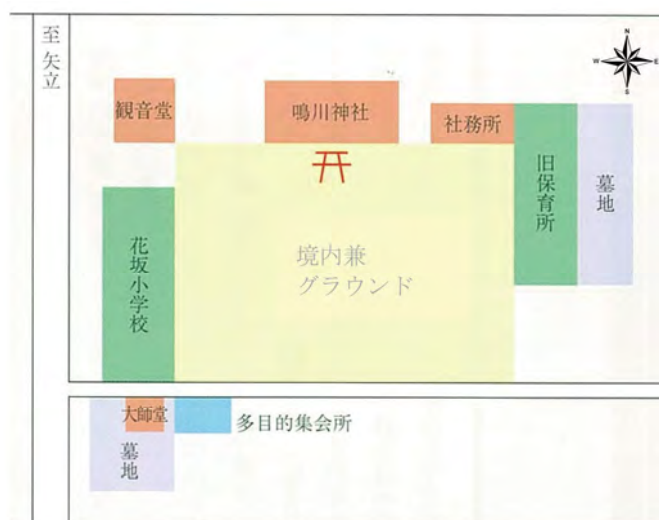 至 矢立
N
W
E
S
観音堂
鳴川神社
社務所
旧保育所
墓地
花坂小学校
境内兼
グラウンド
大師堂
墓地
多目的集会所